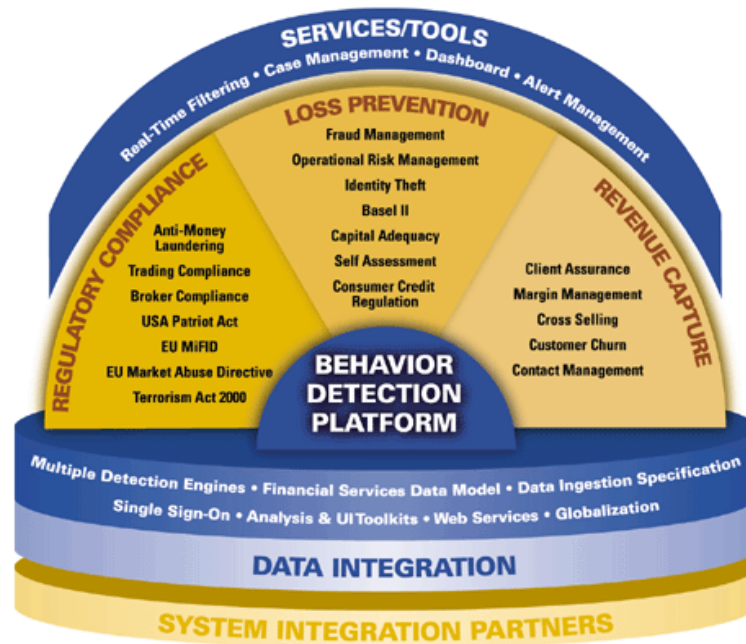 SERVICES/TOOLS
Real-Time Filtering • Case Management • Dashboard • Alert Management
REGULATORY COMPLIANCE
Anti-Money
Laundering
Trading Compliance
Broker Compliance
USA Patriot Act
EU MiFID
EU Market Abuse Directive
Terrorism Act 2000
LOSS PREVENTION
Fraud Management
Operational Risk Management
Identity Theft
Basel II
Capital Adequacy
Self Assessment
Consumer Credit
Regulation
REVENUE CAPTURE
Client Assurance
Margin Management
Cross Selling
Customer Churn
Contact Management
BEHAVIOR
DETECTION
PLATFORM
Multiple Detection Engines • Financial Services Data Model • Data Ingestion Specification
Single Sign-On • Analysis & UI Toolkits • Web Services • Globalization
DATA INTEGRATION
SYSTEM INTEGRATION PARTNERS